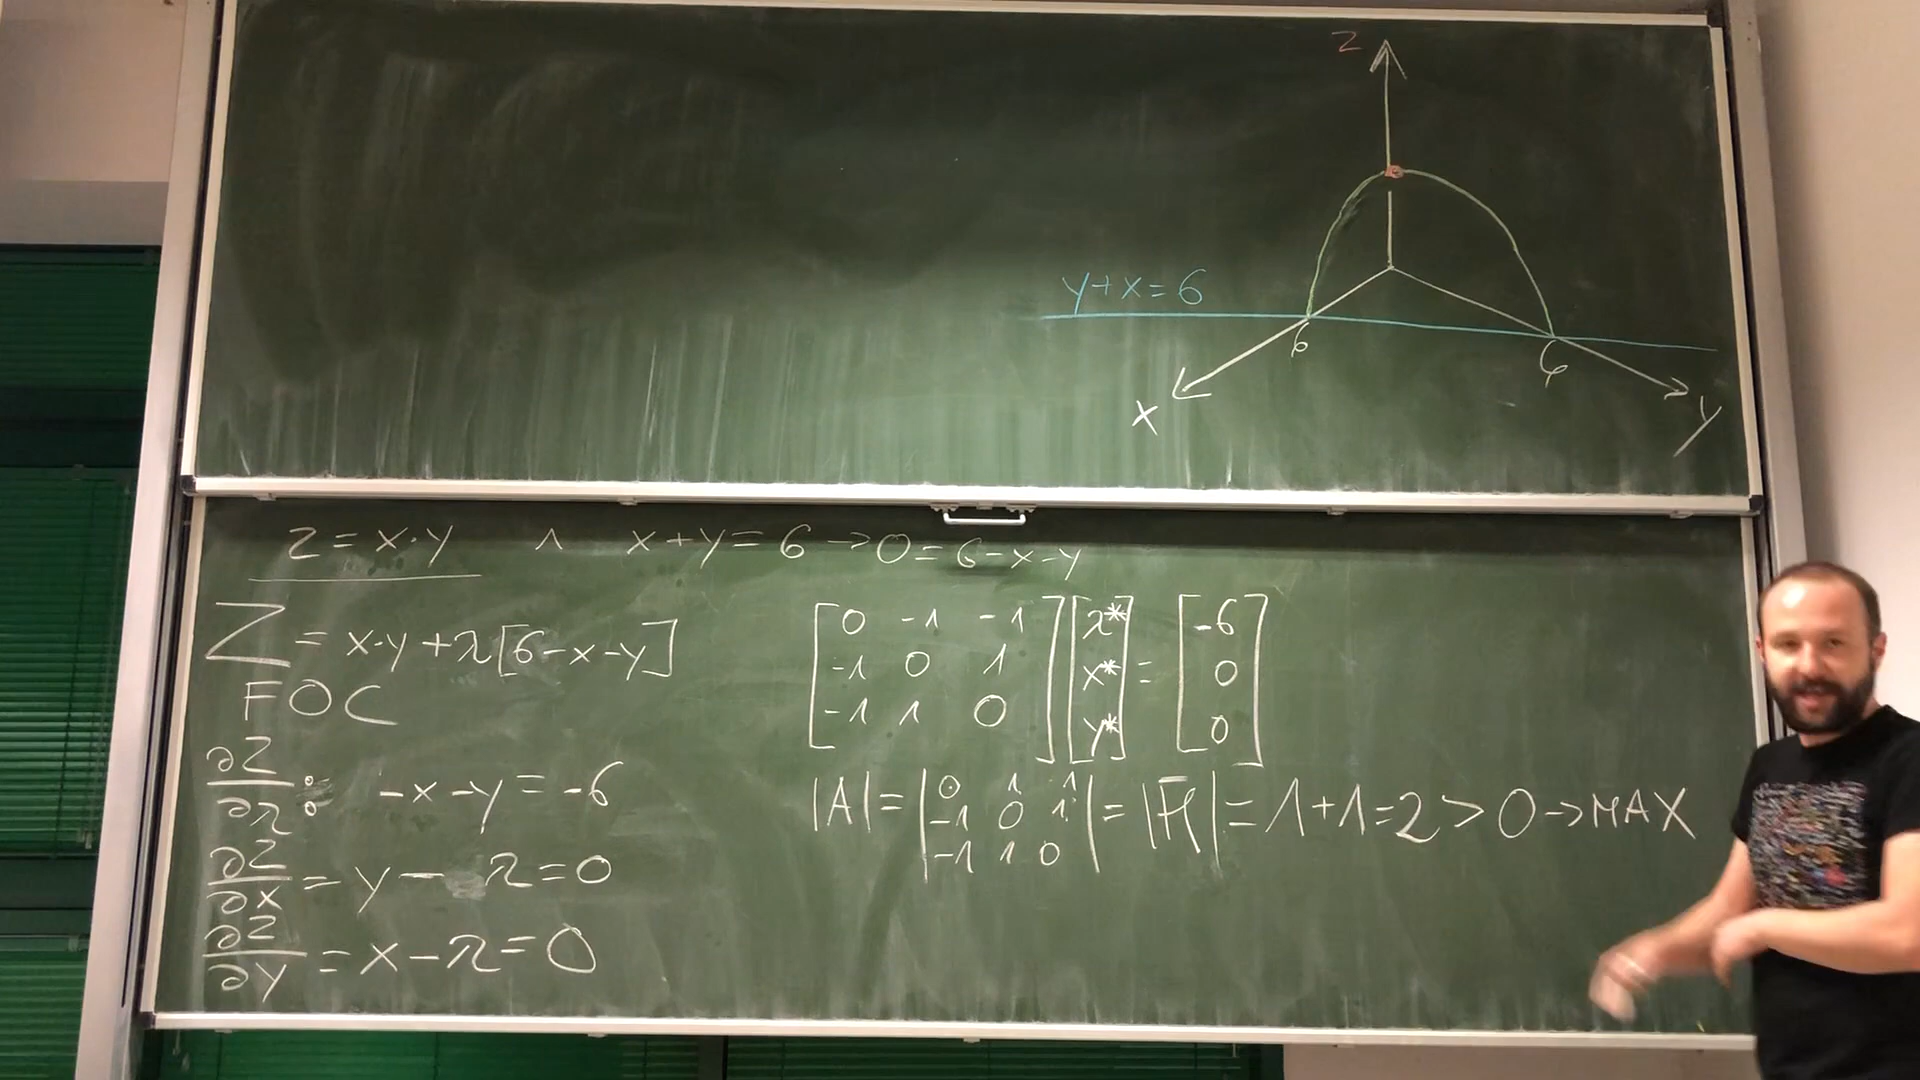 z
y+x=6
6
6
x
y
z = x·y ∧ x+y=6 → 0=6-x-y
Z = x·y+λ[6-x-y]
FOC
∂Z/∂λ: -x-y=-6
∂Z/∂x = y-λ=0
∂Z/∂y = x-λ=0
[0 -1 -1] [λ*] [-6]
[-1 0 1] [x*] = [0]
[-1 1 0] [y*] [0]
|A| = |0 1 1; -1 0 1; -1 1 0| = |H̄| = 1+1=2>0→MAX